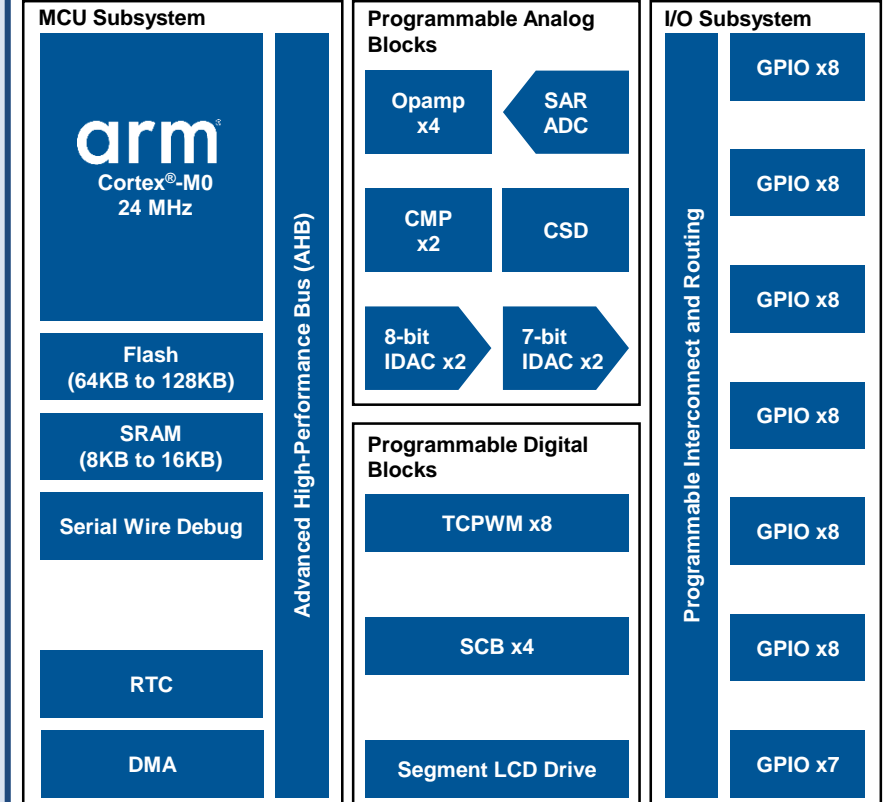 MCU Subsystem
arm®
Cortex®-M0
24 MHz
Flash
(64KB to 128KB)
SRAM
(8KB to 16KB)
Serial Wire Debug
RTC
DMA
Advanced High-Performance Bus (AHB)
Programmable Analog
Blocks
Opamp
x4
SAR
ADC
CMP
x2
CSD
8-bit
IDAC x2
7-bit
IDAC x2
Programmable Digital
Blocks
TCPWM x8
SCB x4
Segment LCD Drive
I/O Subsystem
Programmable Interconnect and Routing
GPIO x8
GPIO x8
GPIO x8
GPIO x8
GPIO x8
GPIO x8
GPIO x7